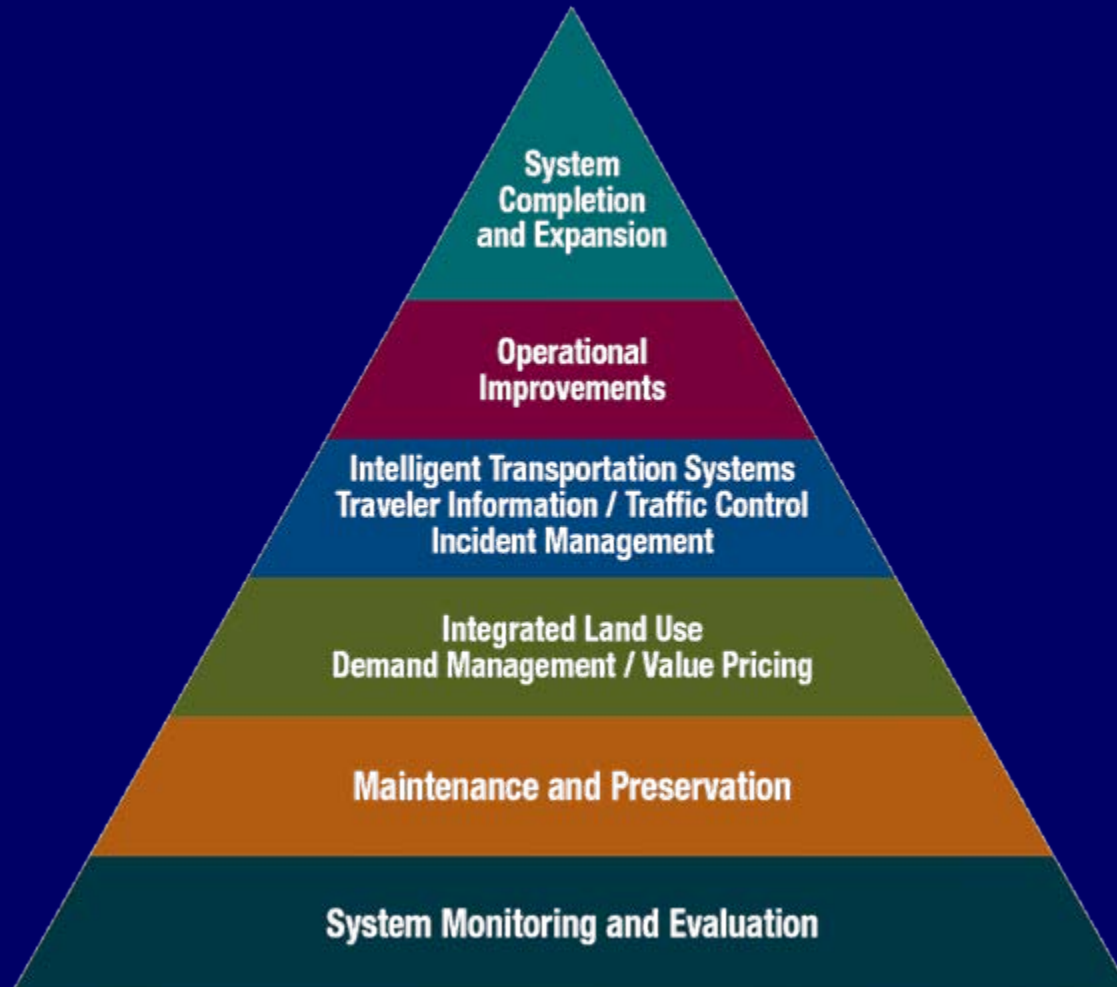 System
Completion
and Expansion
Operational
Improvements
Intelligent Transportation Systems
Traveler Information / Traffic Control
Incident Management
Integrated Land Use
Demand Management / Value Pricing
Maintenance and Preservation
System Monitoring and Evaluation